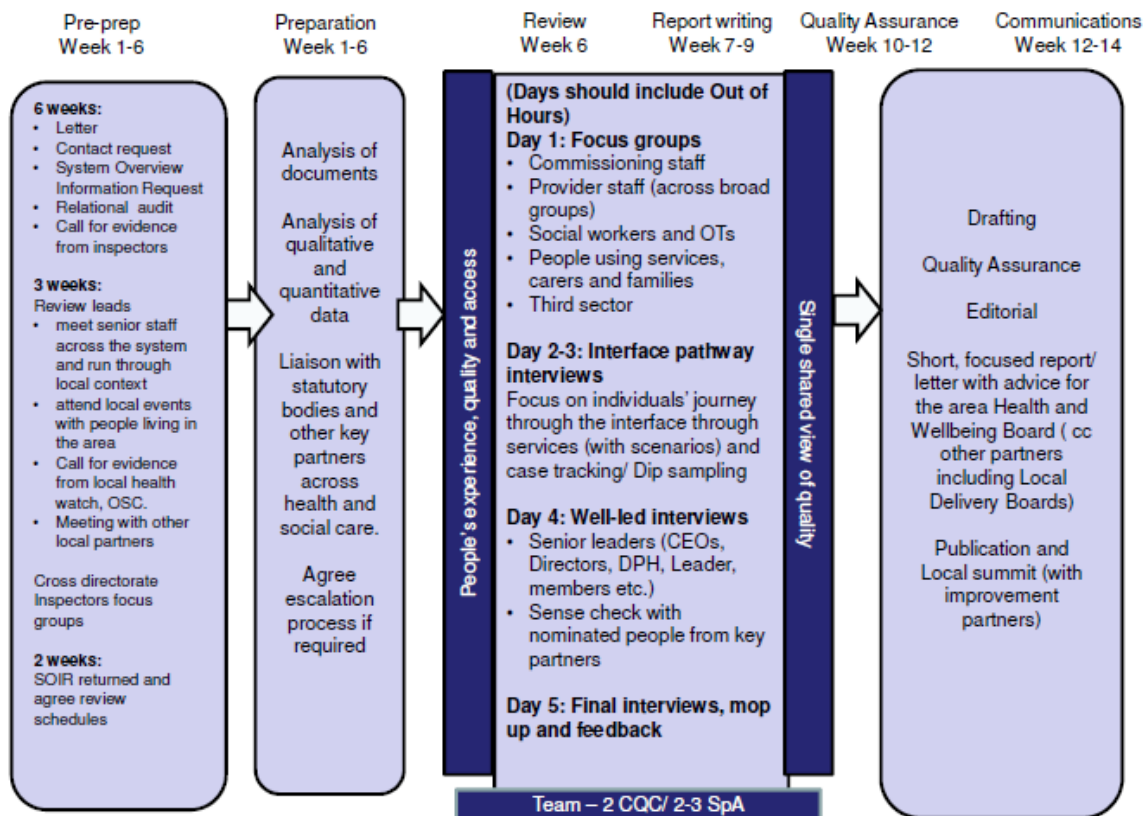 Pre-prep
Week 1-6
Preparation
Week 1-6
Review
Week 6
Report writing
Week 7-9
Quality Assurance
Week 10-12
Communications
Week 12-14
6 weeks:
• Letter
• Contact request
• System Overview
Information Request
• Relational audit
• Call for evidence
from inspectors
3 weeks:
Review leads
• meet senior staff
across the system
and run through
local context
• attend local events
with people living in
the area
• Call for evidence
from local health
watch, OSC.
• Meeting with other
local partners
Cross directorate
Inspectors focus
groups
2 weeks:
SOIR returned and
agree review
schedules
Analysis of
documents
Analysis of
qualitative
and
quantitative
data
Liaison with
statutory
bodies and
other key
partners
across
health and
social care.
Agree
escalation
process if
required
People's experience, quality and access
(Days should include Out of
Hours)
Day 1: Focus groups
• Commissioning staff
• Provider staff (across broad
groups)
• Social workers and OTs
• People using services,
carers and families
• Third sector
Day 2-3: Interface pathway
interviews
Focus on individuals' journey
through the interface through
services (with scenarios) and
case tracking/ Dip sampling
Day 4: Well-led interviews
• Senior leaders (CEOs,
Directors, DPH, Leader,
members etc.)
• Sense check with
nominated people from key
partners
Day 5: Final interviews, mop
up and feedback
Single shared view of quality
Team – 2 CQC/ 2-3 SpA
Drafting
Quality Assurance
Editorial
Short, focused report/
letter with advice for
the area Health and
Wellbeing Board ( cc
other partners
including Local
Delivery Boards)
Publication and
Local summit (with
improvement
partners)